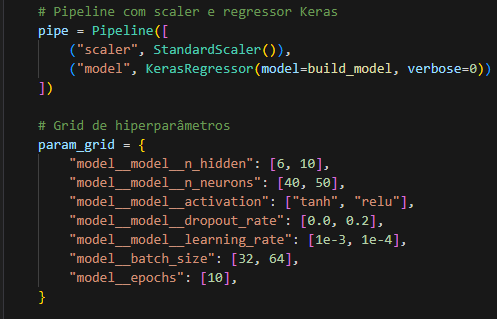 # Pipeline com scaler e regressor Keras
pipe = Pipeline([
    ("scaler", StandardScaler()),
    ("model", KerasRegressor(model=build_model, verbose=0))
])
# Grid de hiperparâmetros
param_grid = {
    "model__model__n_hidden": [6, 10],
    "model__model__n_neurons": [40, 50],
    "model__model__activation": ["tanh", "relu"],
    "model__model__dropout_rate": [0.0, 0.2],
    "model__model__learning_rate": [1e-3, 1e-4],
    "model__batch_size": [32, 64],
    "model__epochs": [10],
}